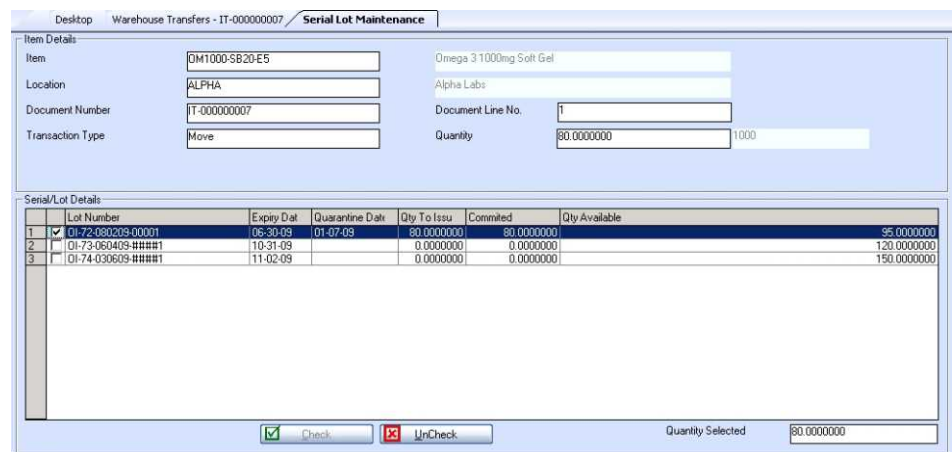 Desktop Warehouse Transfers - IT-000000007 Serial Lot Maintenance
Item Details
Item OM1000-SB20-E5 Omega 3 1000mg Soft Gel
Location ALPHA Alpha Labs
Document Number IT-000000007 Document Line No. 1
Transaction Type Move Quantity 80.0000000 1000
Serial/Lot Details
Lot Number Expiry Dat Quarantine Date Qty To Issu Commited Qty Available
1 OI-72-080209-00001 06-30-09 01-07-09 80.0000000 80.0000000 95.0000000
2 OI-73-060409-####1 10-31-09 0.0000000 0.0000000 120.0000000
3 OI-74-030609-####1 11-02-09 0.0000000 0.0000000 150.0000000
Check UnCheck Quantity Selected 80.0000000